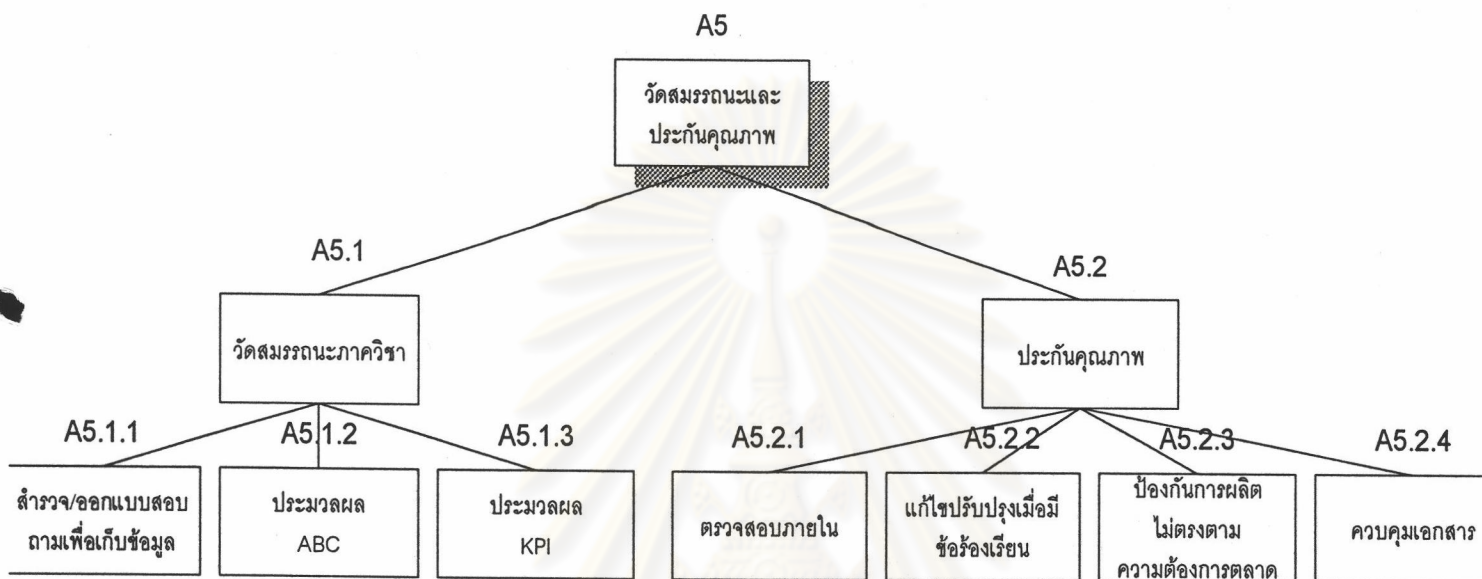 A5
วัดสมรรถนะและ
ประกันคุณภาพ
A5.1
วัดสมรรถนะภาควิชา
A5.2
ประกันคุณภาพ
A5.1.1
สำรวจ/ออกแบบสอบ
ถามเพื่อเก็บข้อมูล
A5.1.2
ประมวลผล
ABC
A5.1.3
ประมวลผล
KPI
A5.2.1
ตรวจสอบภายใน
A5.2.2
แก้ไขปรับปรุงเมื่อมี
ข้อร้องเรียน
A5.2.3
ป้องกันการผลิต
ไม่ตรงตาม
ความต้องการตลาด
A5.2.4
ควบคุมเอกสาร